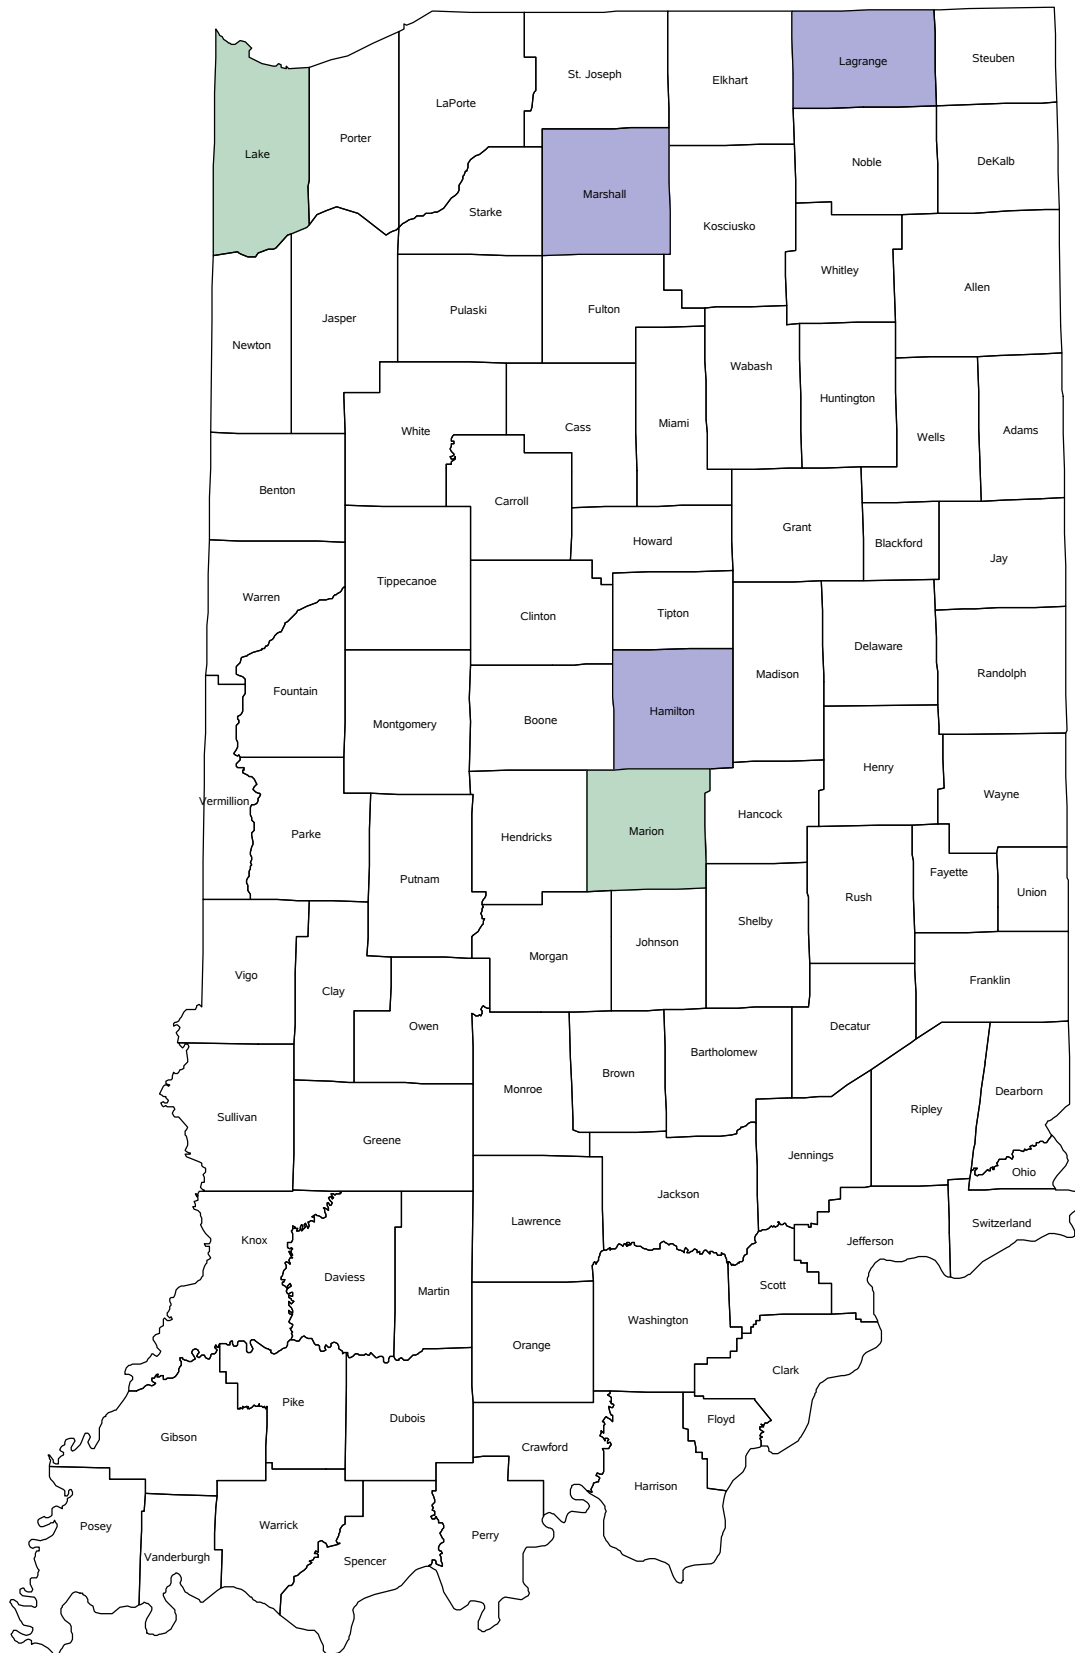 Lagrange
Steuben
St. Joseph
Elkhart
LaPorte
Porter
Lake
Noble
DeKalb
Marshall
Starke
Kosciusko
Whitley
Allen
Pulaski
Fulton
Jasper
Newton
Wabash
Huntington
Miami
Cass
White
Wells
Adams
Benton
Carroll
Grant
Howard
Blackford
Jay
Tippecanoe
Warren
Clinton
Tipton
Delaware
Madison
Randolph
Fountain
Hamilton
Boone
Montgomery
Henry
Wayne
Vermillion
Hancock
Marion
Parke
Hendricks
Putnam
Fayette
Union
Rush
Shelby
Johnson
Morgan
Vigo
Franklin
Clay
Owen
Decatur
Bartholomew
Brown
Monroe
Dearborn
Ripley
Sullivan
Greene
Jennings
Ohio
Jackson
Lawrence
Switzerland
Knox
Jefferson
Daviess
Scott
Martin
Washington
Orange
Clark
Pike
Dubois
Floyd
Gibson
Crawford
Harrison
Posey
Warrick
Perry
Vanderburgh
Spencer